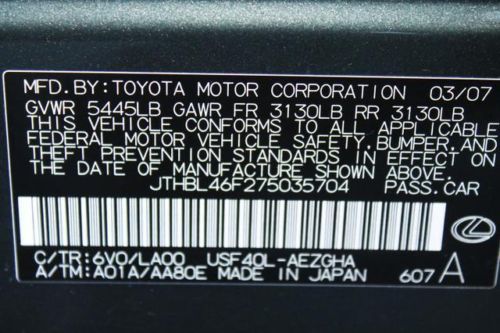 MFD.BY:TOYOTA MOTOR CORPORATION 03/07
GVWR 5445LB GAWR FR 3130LB RR 3130LB
THIS VEHICLE CONFORMS TO ALL APPLICABLE
FEDERAL MOTOR VEHICLE SAFETY,BUMPER,AND
THEFT PREVENTION STANDARDS IN EFFECT ON
THE DATE OF MANUFACTURE SHOWN ABOVE.
JTHBL46F275035704 PASS.CAR
C/TR:6V0/LA00 USF40L-AEZGHA
A/TM:A01A/AA80E MADE IN JAPAN 607A